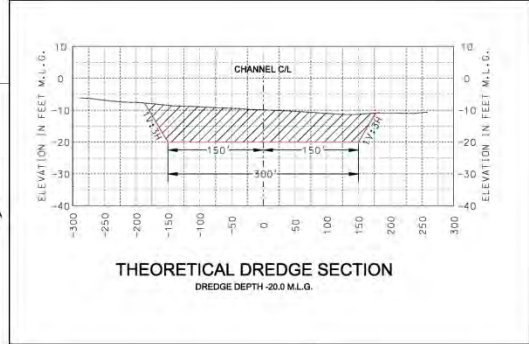 10 10
0 CHANNEL C/L 0
-10 -10
-20 -20
-30 -30
-40 -40
ELEVATION IN FEET M.L.G.
ELEVATION IN FEET M.L.G.
1V:3H 1V:3H
150' 150'
300'
-300 -250 -200 -150 -100 -50 0 50 100 150 200 250 300
THEORETICAL DREDGE SECTION
DREDGE DEPTH -20.0 M.L.G.